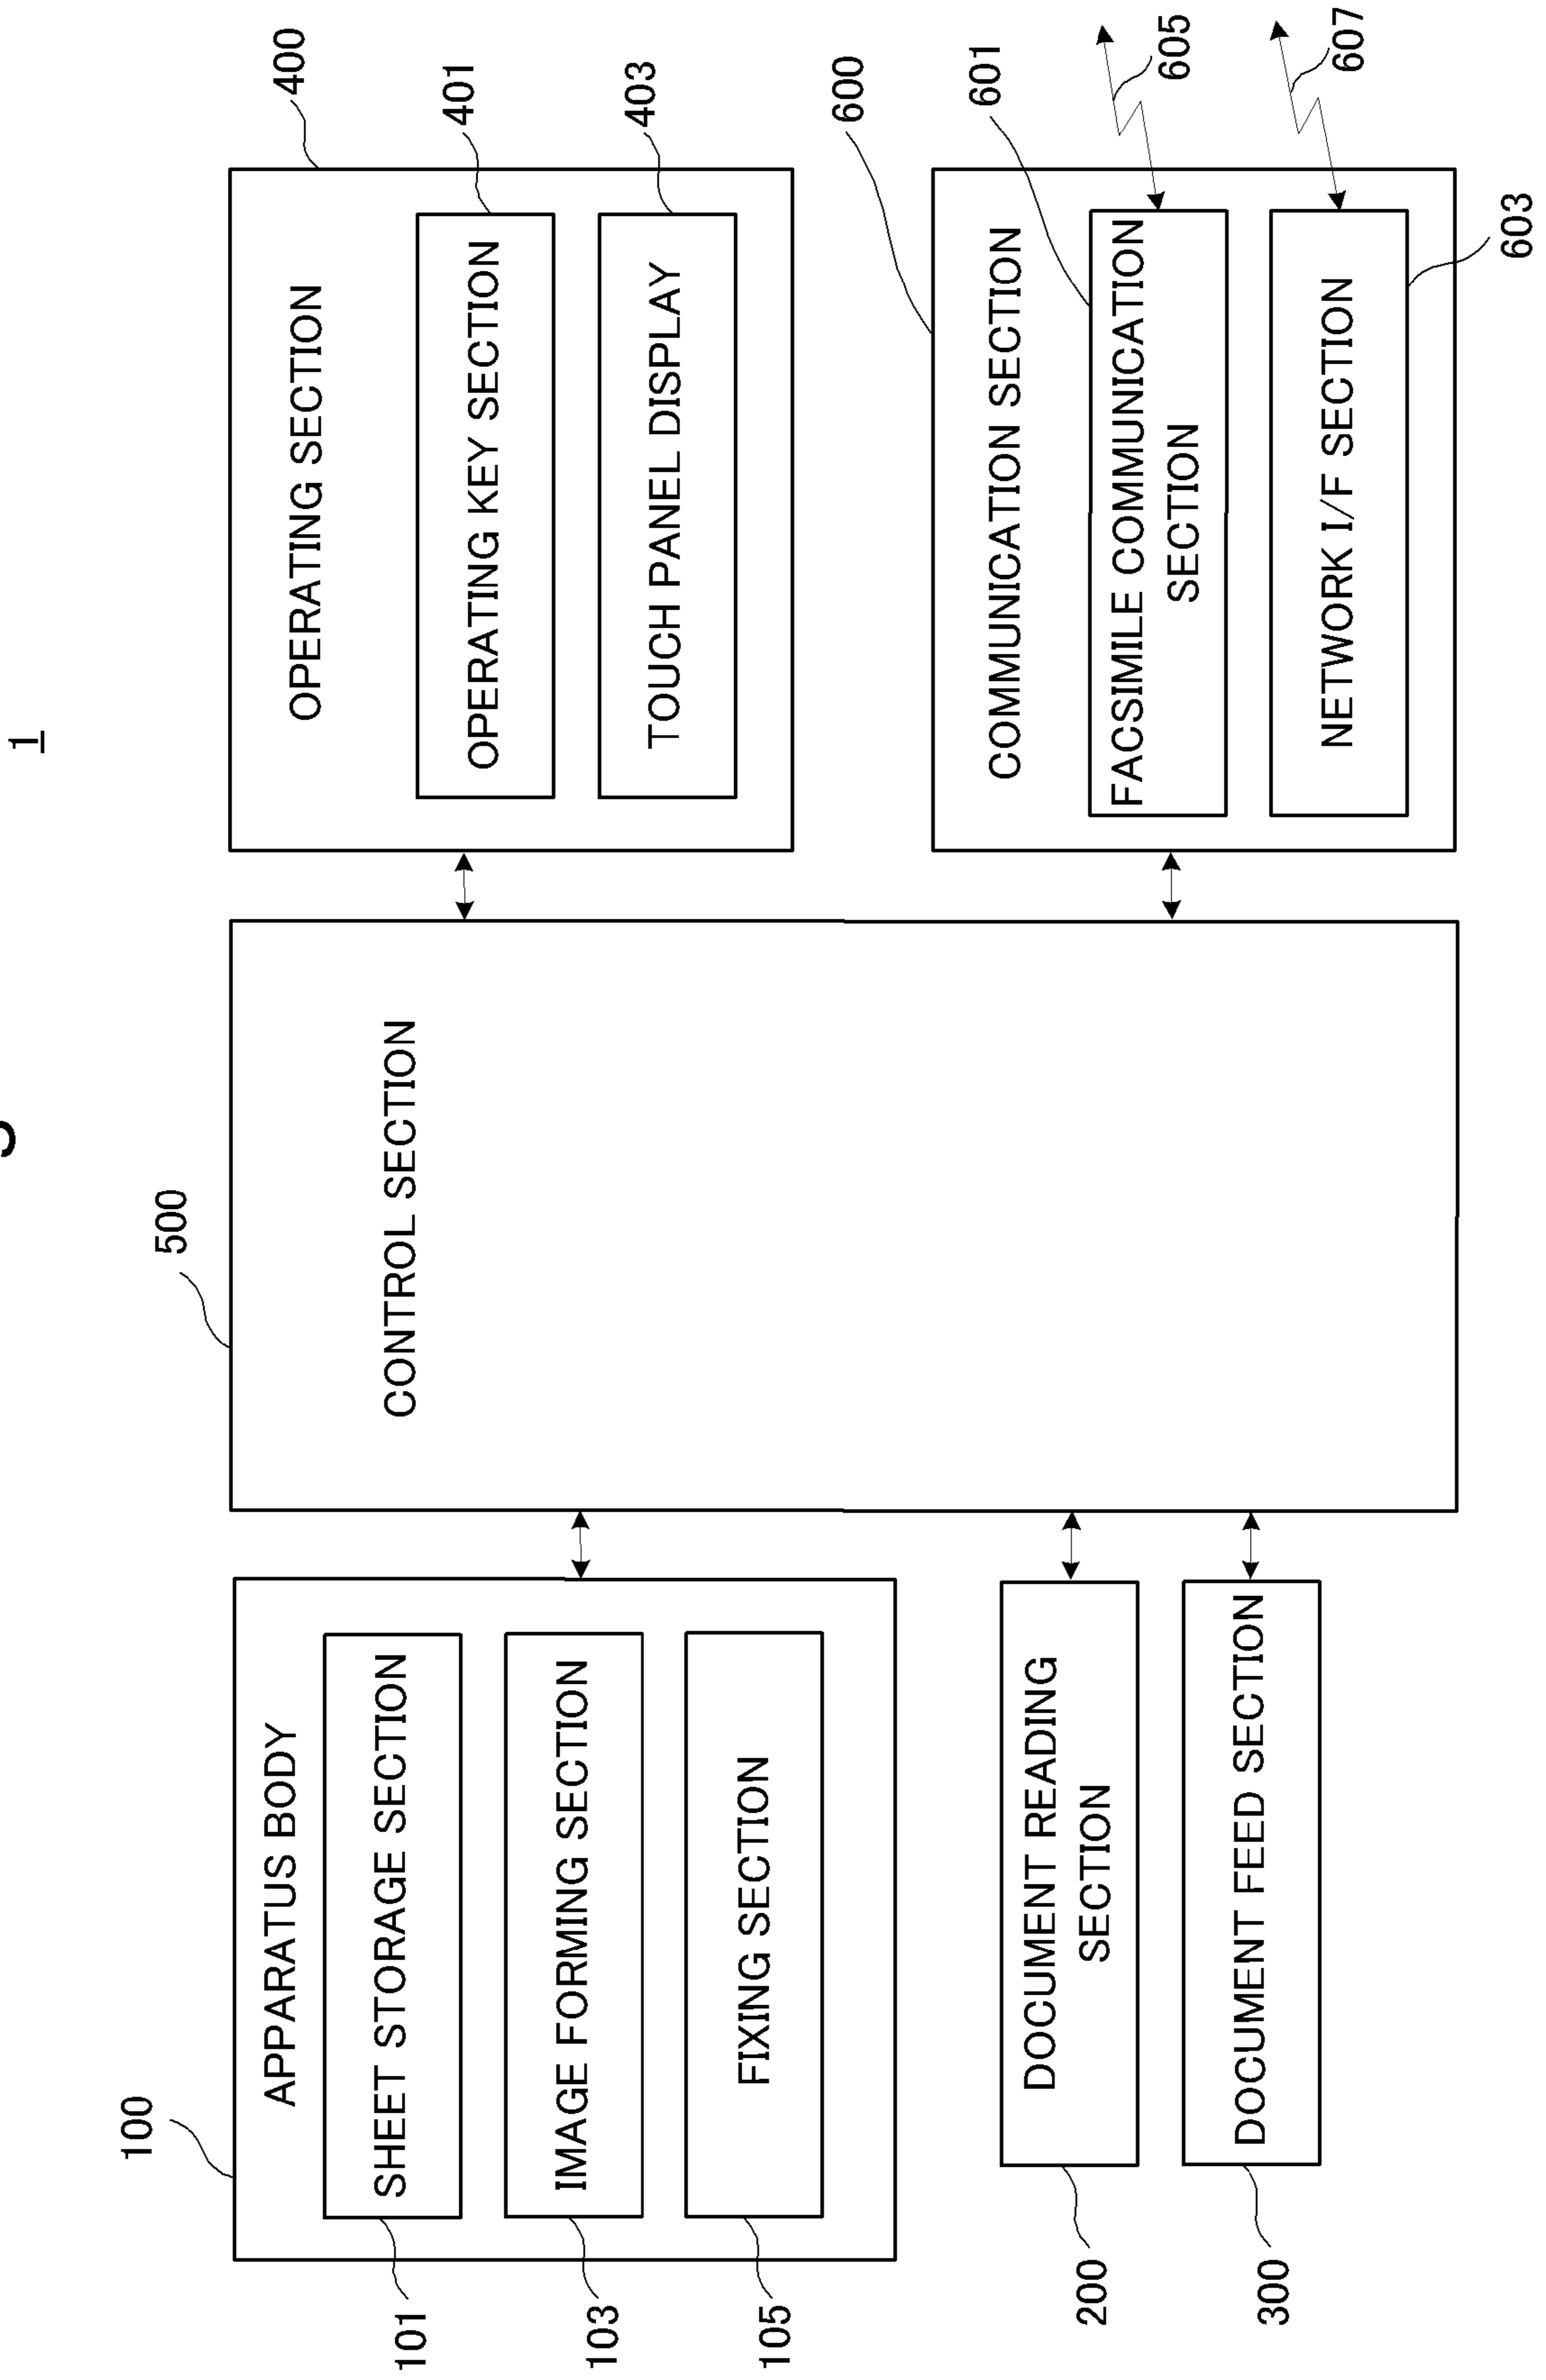 1
100
APPARATUS BODY
SHEET STORAGE SECTION
101
IMAGE FORMING SECTION
103
FIXING SECTION
105
DOCUMENT READING
SECTION
200
DOCUMENT FEED SECTION
300
500
CONTROL SECTION
400
OPERATING SECTION
OPERATING KEY SECTION
401
TOUCH PANEL DISPLAY
403
600
COMMUNICATION SECTION
601
FACSIMILE COMMUNICATION
SECTION
605
NETWORK I/F SECTION
607
603